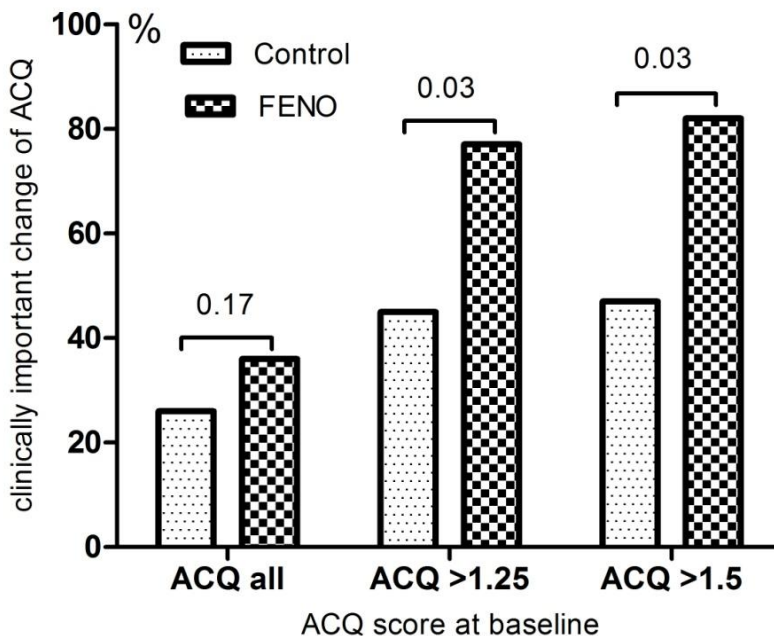 clinically important change of ACQ
100
80
60
40
20
0
%
Control
FENO
0.17
0.03
0.03
ACQ all
ACQ >1.25
ACQ >1.5
ACQ score at baseline